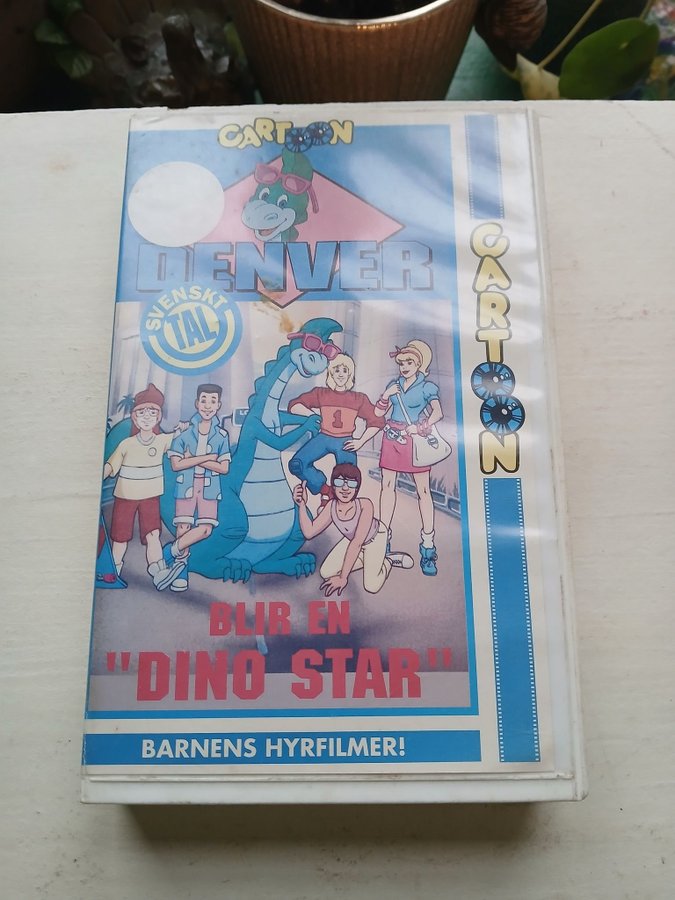 CARTOON
DENVER
SVENSKT
TAL
1
BLIR EN
"DINO STAR"
BARNENS HYRFILMER!
CARTOON